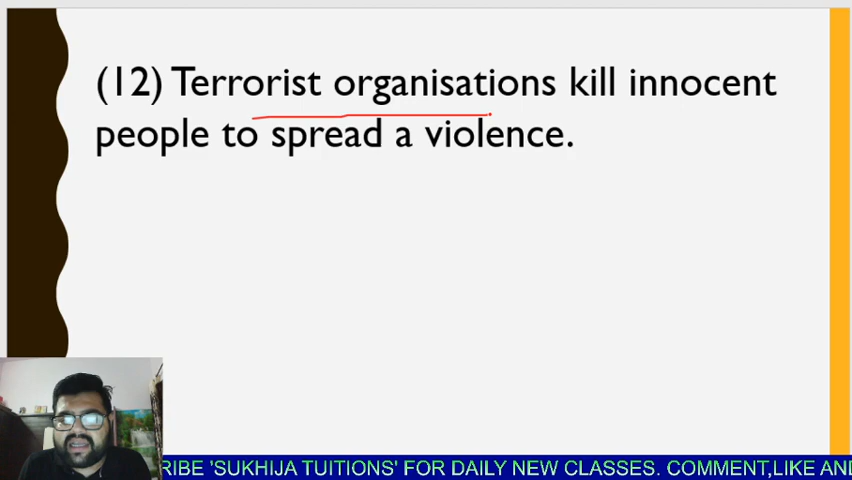 (12) Terrorist organisations kill innocent
people to spread a violence.
RIBE 'SUKHIJA TUITIONS' FOR DAILY NEW CLASSES. COMMENT,LIKE AND